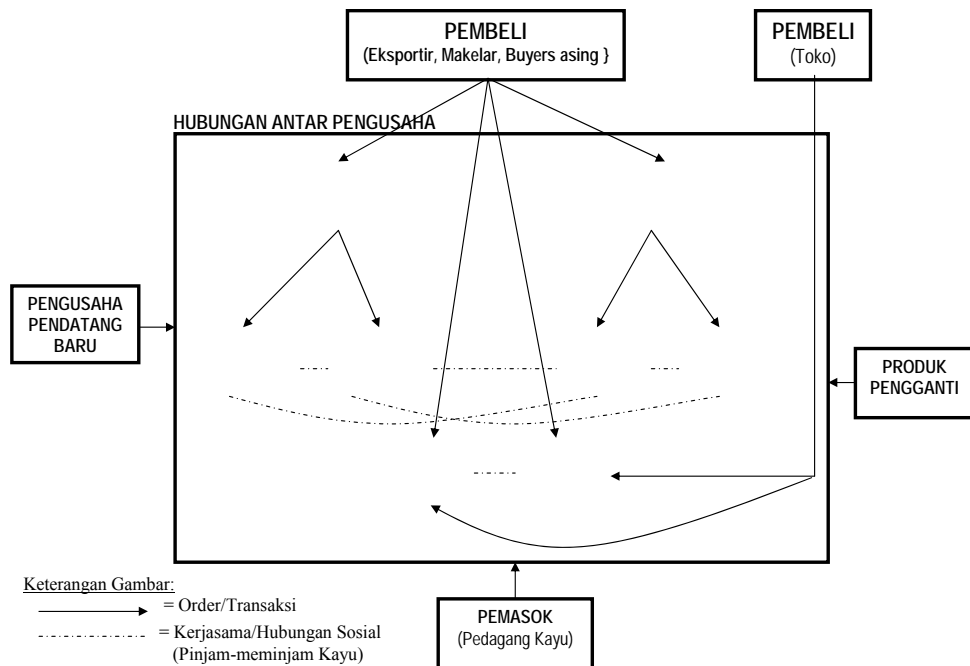 PEMBELI
(Eksportir, Makelar, Buyers asing }
PEMBELI
(Toko)
HUBUNGAN ANTAR PENGUSAHA
PENGUSAHA
PENDATANG
BARU
PRODUK
PENGGANTI
Keterangan Gambar:
= Order/Transaksi
= Kerjasama/Hubungan Sosial
(Pinjam-meminjam Kayu)
PEMASOK
(Pedagang Kayu)